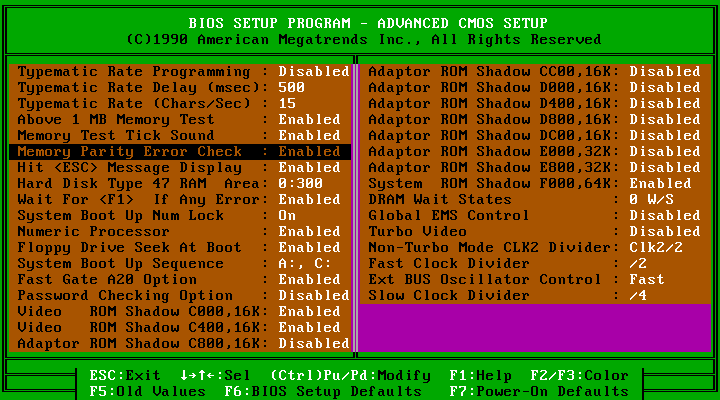 BIOS SETUP PROGRAM - ADVANCED CMOS SETUP
(C)1990 American Megatrends Inc., All Rights Reserved
Typematic Rate Programming : Disabled
Typematic Rate Delay (msec): 500
Typematic Rate (Chars/Sec) : 15
Above 1 MB Memory Test     : Enabled
Memory Test Tick Sound     : Enabled
Memory Parity Error Check  : Enabled
Hit <ESC> Message Display  : Enabled
Hard Disk Type 47 RAM  Area: 0:300
Wait For <F1>  If Any Error: Enabled
System Boot Up Num Lock    : On
Numeric Processor          : Enabled
Floppy Drive Seek At Boot  : Enabled
System Boot Up Sequence    : A:, C:
Fast Gate A20 Option       : Enabled
Password Checking Option   : Disabled
Video   ROM Shadow C000,16K: Enabled
Video   ROM Shadow C400,16K: Enabled
Adaptor ROM Shadow C800,16K: Disabled
Adaptor ROM Shadow CC00,16K: Disabled
Adaptor ROM Shadow D000,16K: Disabled
Adaptor ROM Shadow D400,16K: Disabled
Adaptor ROM Shadow D800,16K: Disabled
Adaptor ROM Shadow DC00,16K: Disabled
Adaptor ROM Shadow E000,32K: Disabled
Adaptor ROM Shadow E800,32K: Disabled
System  ROM Shadow F000,64K: Enabled
DRAM Wait States           : 0 W/S
Global EMS Control         : Disabled
Turbo Video                : Disabled
Non-Turbo Mode CLK2 Divider: Clk2/2
Fast Clock Divider         : /2
Ext BUS Oscillator Control : Fast
Slow Clock Divider         : /4
ESC:Exit  ↓→↑←:Sel  (Ctrl)Pu/Pd:Modify  F1:Help  F2/F3:Color
F5:Old Values  F6:BIOS Setup Defaults   F7:Power-On Defaults